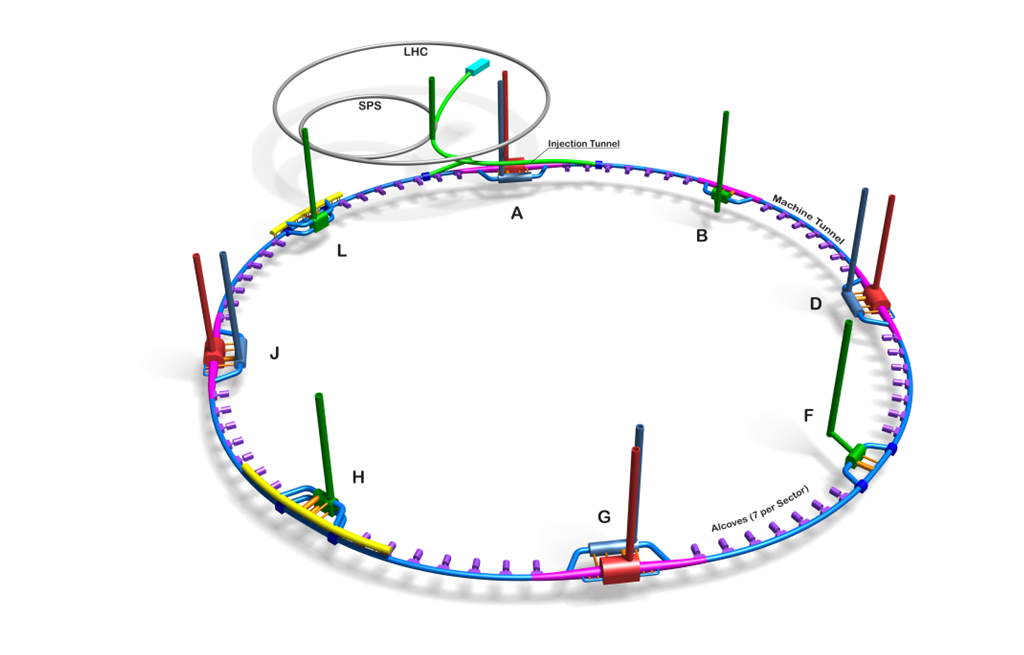 LHC
SPS
Injection Tunnel
A
B
Machine Tunnel
L
D
J
F
H
Alcoves (7 per Sector)
G